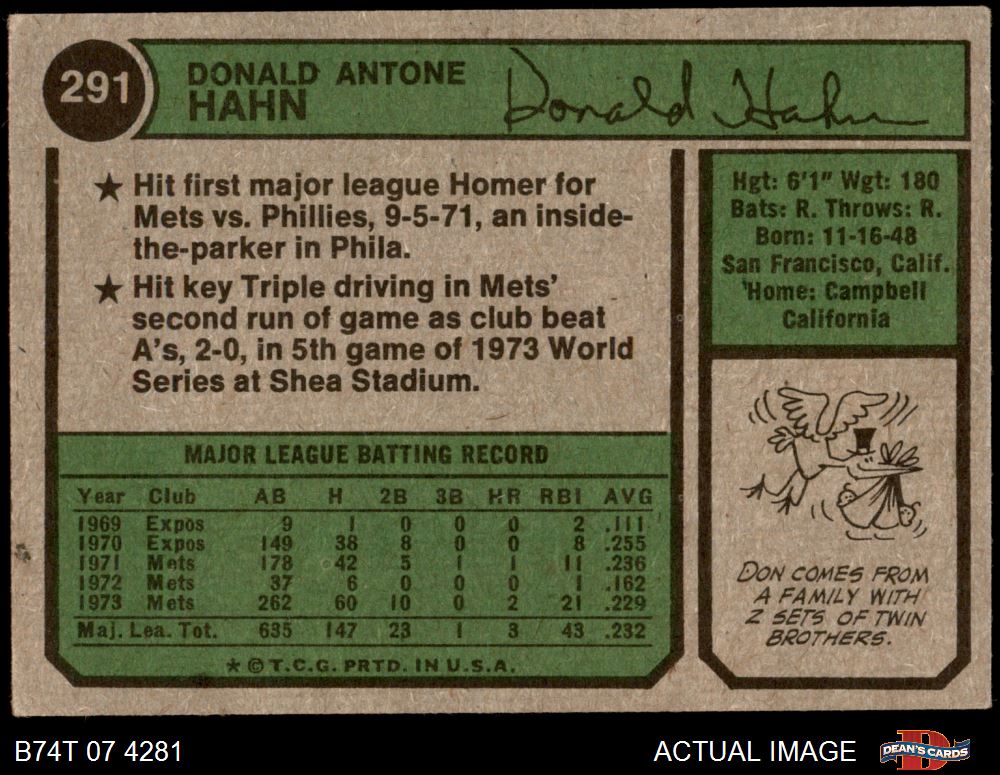 291
DONALD ANTONE
HAHN
Donald Hahn
★ Hit first major league Homer for
Mets vs. Phillies, 9-5-71, an inside-
the-parker in Phila.
★ Hit key Triple driving in Mets'
second run of game as club beat
A's, 2-0, in 5th game of 1973 World
Series at Shea Stadium.
Hgt: 6'1" Wgt: 180
Bats: R. Throws: R.
Born: 11-16-48
San Francisco, Calif.
Home: Campbell
California
MAJOR LEAGUE BATTING RECORD
Year Club AB H 2B 3B HR RBI AVG
1969 Expos 9 1 0 0 0 2 .111
1970 Expos 149 38 8 0 0 8 .255
1971 Mets 178 42 5 1 1 11 .236
1972 Mets 37 6 0 0 0 1 .162
1973 Mets 262 60 10 0 2 21 .229
Maj. Lea. Tot. 635 147 23 1 3 43 .232
★ © T.C.G. PRTD. IN U.S.A.
DON COMES FROM
A FAMILY WITH
2 SETS OF TWIN
BROTHERS.
B74T 07 4281
ACTUAL IMAGE
DEAN'S CARDS